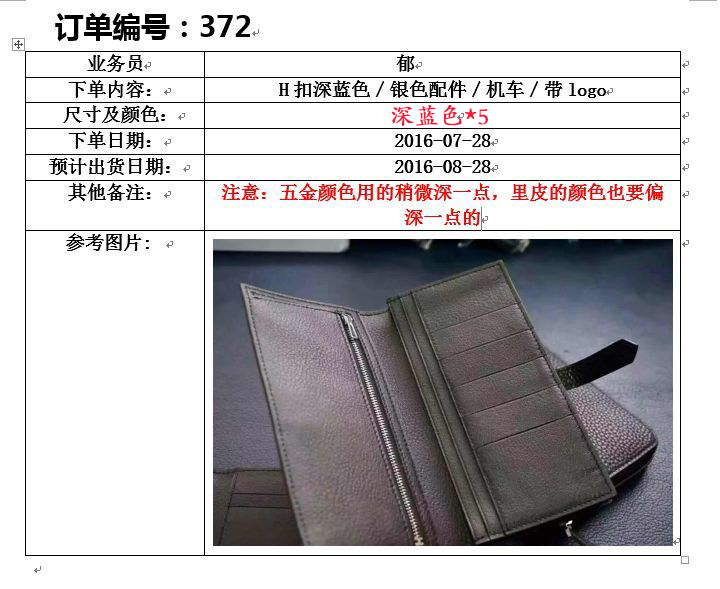 订单编号：372
业务员
郁
下单内容：
H 扣深蓝色 / 银色配件 / 机车 / 带 logo
尺寸及颜色：
深蓝色*5
下单日期：
2016-07-28
预计出货日期：
2016-08-28
其他备注：
注意：五金颜色用的稍微深一点，里皮的颜色也要偏
深一点的
参考图片: